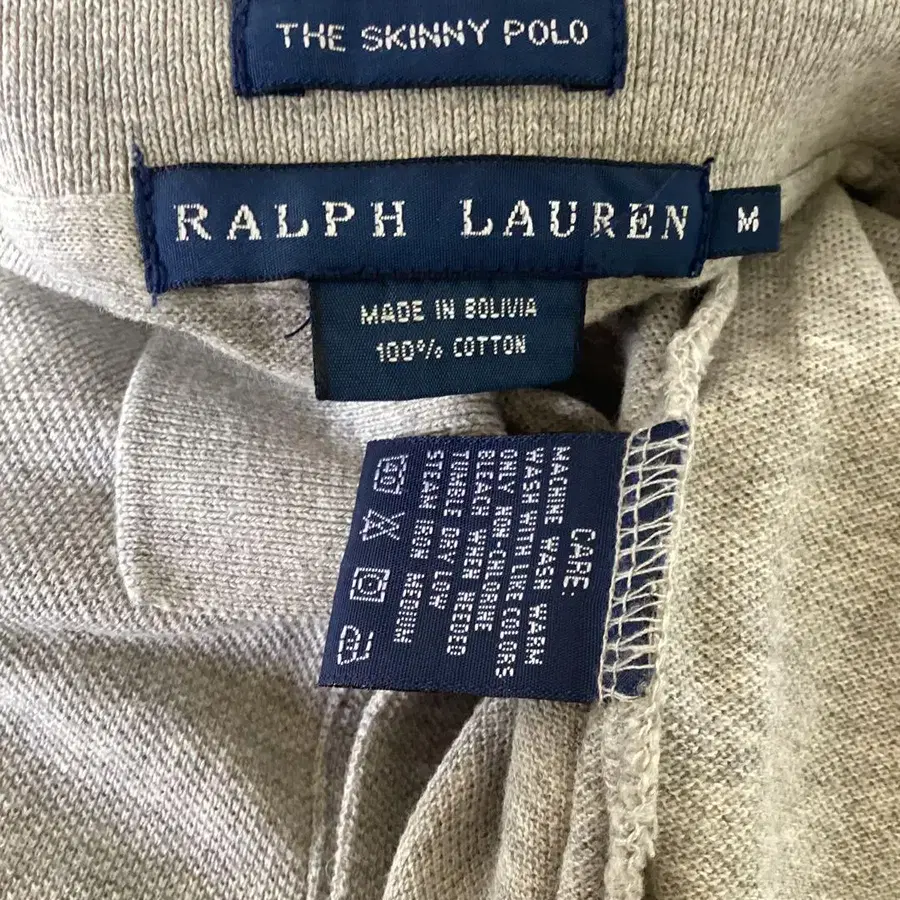 THE SKINNY POLO
RALPH LAUREN
M
MADE IN BOLIVIA
100% COTTON
CARE:
MACHINE WASH WARM
WASH WITH LIKE COLORS
ONLY NON-CHLORINE
BLEACH WHEN NEEDED
TUMBLE DRY LOW
STEAM IRON MEDIUM
40